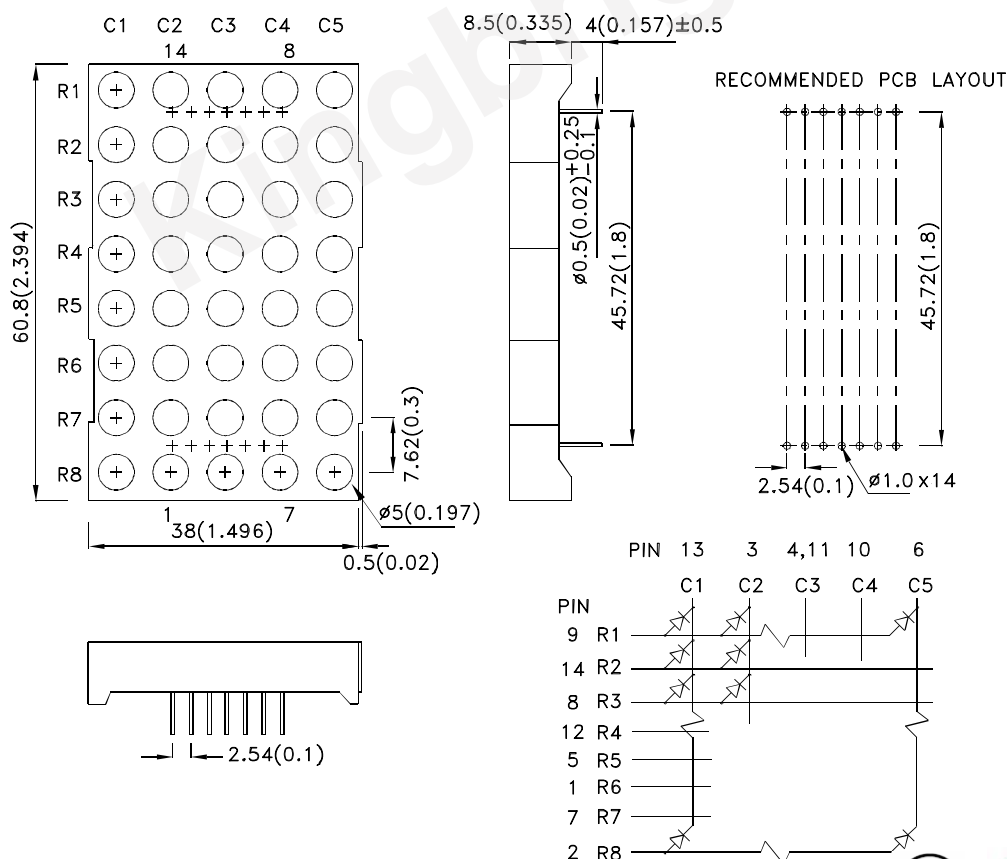 C1 C2 C3 C4 C5
14 8
R1
R2
R3
R4
R5
R6
R7
R8
60.8(2.394)
7.62(0.3)
1 7
ø5(0.197)
38(1.496)
0.5(0.02)
8.5(0.335) 4(0.157)±0.5
ø0.5(0.02)+0.25 -0.1
45.72(1.8)
RECOMMENDED PCB LAYOUT
45.72(1.8)
2.54(0.1)
ø1.0x14
2.54(0.1)
PIN 13 3 4,11 10 6
C1 C2 C3 C4 C5
PIN
9 R1
14 R2
8 R3
12 R4
5 R5
1 R6
7 R7
2 R8
Kingbrig